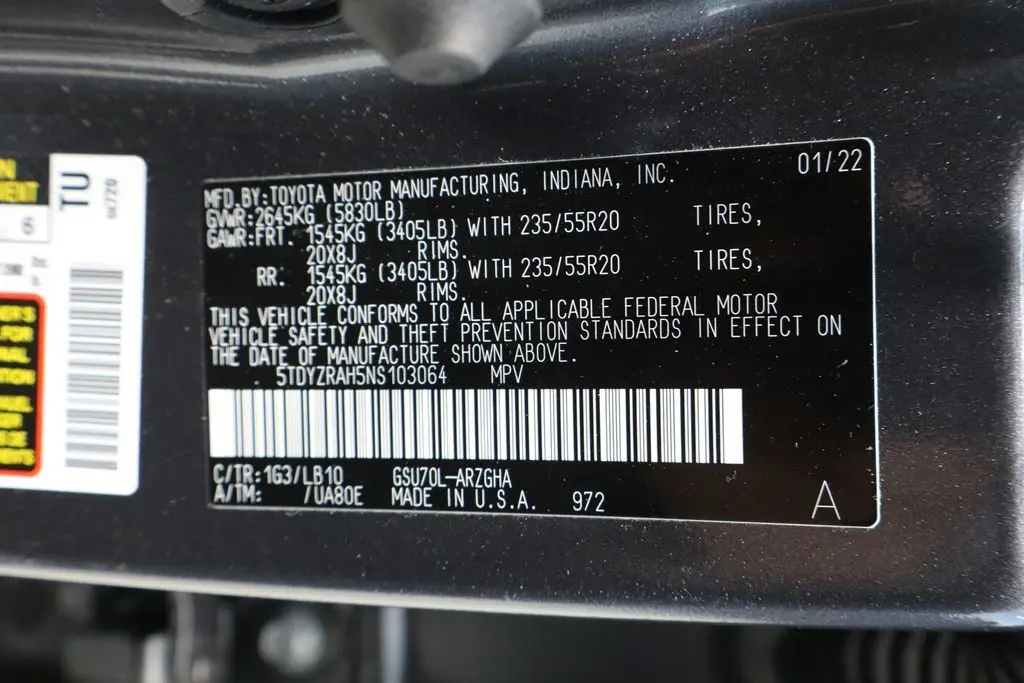 01/22
MFD.BY:TOYOTA MOTOR MANUFACTURING, INDIANA, INC.
GVWR:2645KG (5830LB)
GAWR:FRT. 1545KG (3405LB) WITH 235/55R20 TIRES,
20X8J RIMS.
RR. 1545KG (3405LB) WITH 235/55R20 TIRES,
20X8J RIMS.
THIS VEHICLE CONFORMS TO ALL APPLICABLE FEDERAL MOTOR
VEHICLE SAFETY AND THEFT PREVENTION STANDARDS IN EFFECT ON
THE DATE OF MANUFACTURE SHOWN ABOVE.
5TDYZRAH5NS103064 MPV
C/TR:1G3/LB10 GSU70L-ARZGHA
A/TM: /UA80E MADE IN U.S.A. 972
A
TU
6